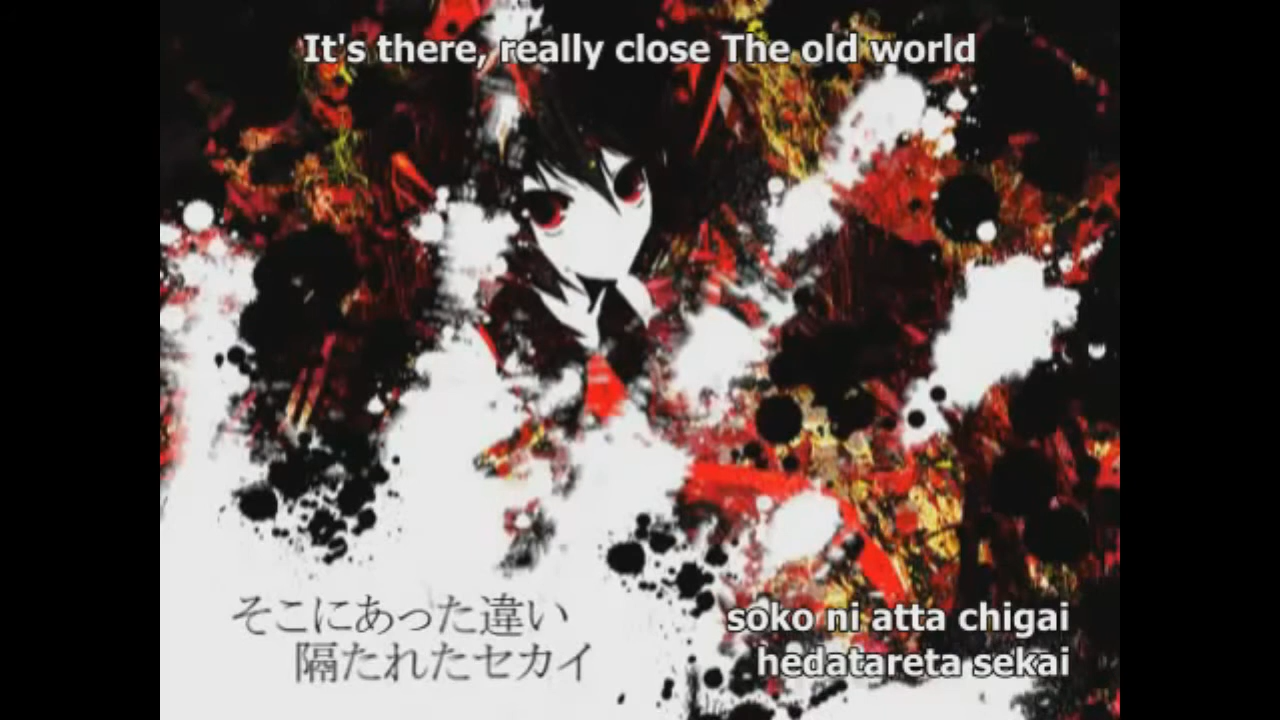 It's there, really close The old world
そこにあった違い
隔たれたセカイ
soko ni atta chigai
hedatareta sekai